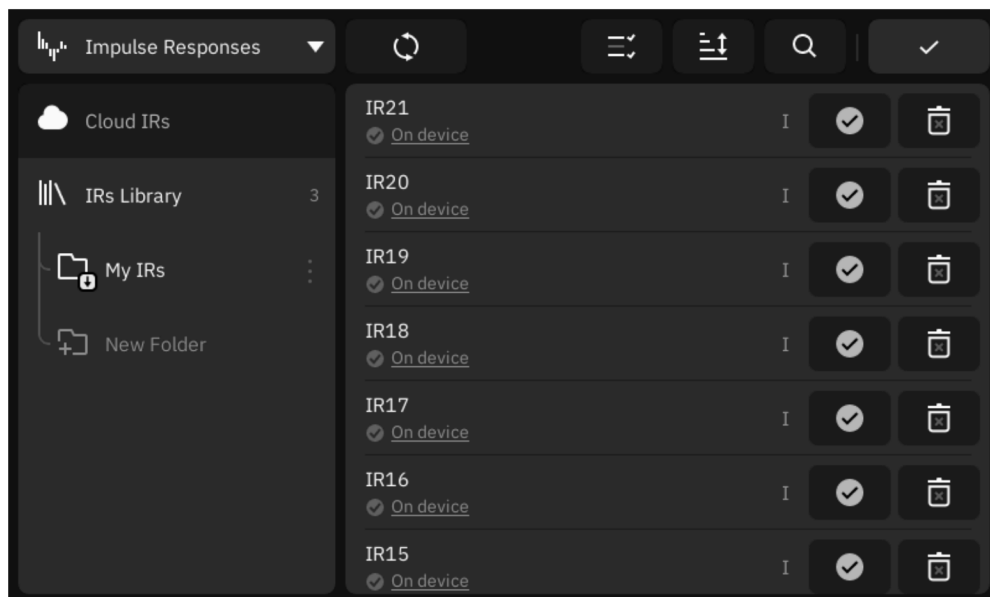 Impulse Responses
Cloud IRs
IRs Library 3
My IRs
New Folder
IR21
On device
I
IR20
On device
I
IR19
On device
I
IR18
On device
I
IR17
On device
I
IR16
On device
I
IR15
On device
I